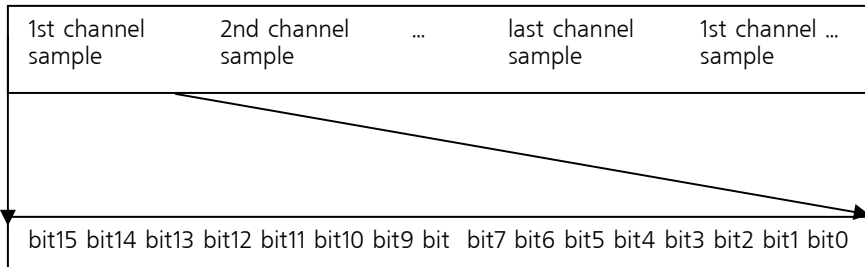 1st channel sample 2nd channel sample ... last channel sample 1st channel ... sample
bit15 bit14 bit13 bit12 bit11 bit10 bit9 bit bit7 bit6 bit5 bit4 bit3 bit2 bit1 bit0